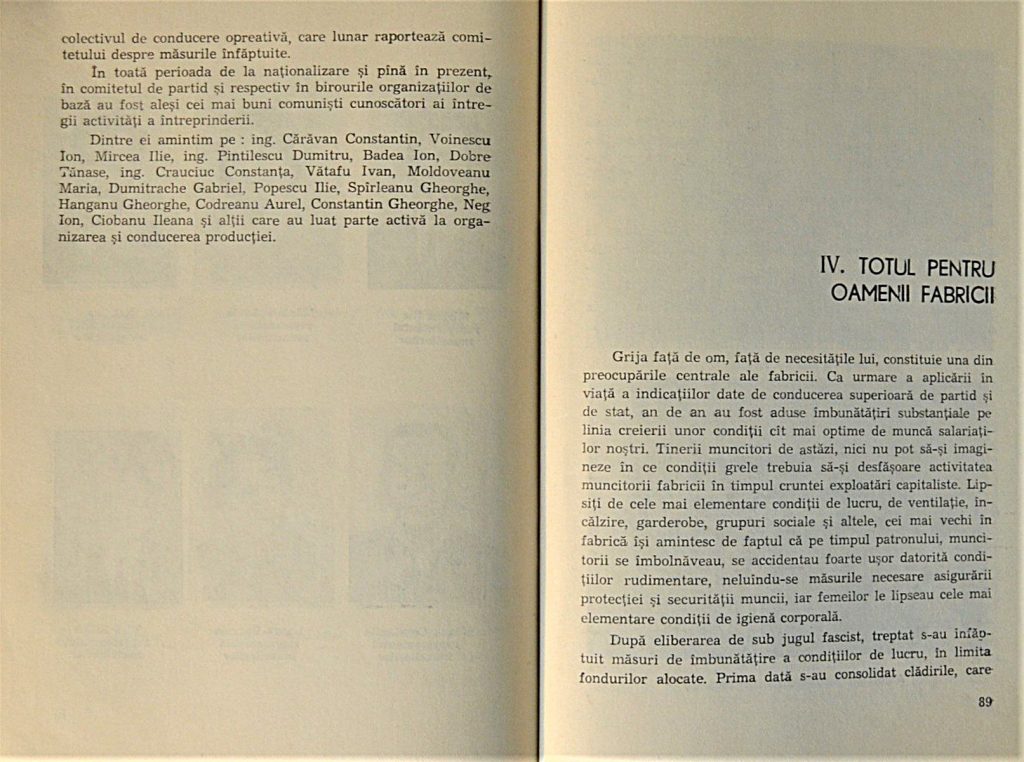 colectivul de conducere opreativă, care lunar raportează comi-
tetului despre măsurile înfăptuite.
În toată perioada de la naționalizare și pînă în prezent,
în comitetul de partid și respectiv în birourile organizațiilor de
bază au fost aleși cei mai buni comuniști cunoscători ai între-
gii activități a întreprinderii.
Dintre ei amintim pe : ing. Cărăvan Constantin, Voinescu
Ion, Mircea Ilie, ing. Pintilescu Dumitru, Badea Ion, Dobre
Tănase, ing. Crauciuc Constanța, Vătafu Ivan, Moldoveanu
Maria, Dumitrache Gabriel, Popescu Ilie, Spîrleanu Gheorghe,
Hanganu Gheorghe, Codreanu Aurel, Constantin Gheorghe, Neg
Ion, Ciobanu Ileana și alții care au luat parte activă la orga-
nizarea și conducerea producției.
IV. TOTUL PENTRU
OAMENII FABRICII
Grija față de om, față de necesitățile lui, constituie una din
preocupările centrale ale fabricii. Ca urmare a aplicării în
viață a indicațiilor date de conducerea superioară de partid și
de stat, an de an au fost aduse îmbunătățiri substanțiale pe
linia creierii unor condiții cît mai optime de muncă salariați-
lor noștri. Tinerii muncitori de astăzi, nici nu pot să-și imagi-
neze în ce condiții grele trebuia să-și desfășoare activitatea
muncitorii fabricii în timpul cruntei exploatări capitaliste. Lip-
siți de cele mai elementare condiții de lucru, de ventilație, în-
călzire, garderobe, grupuri sociale și altele, cei mai vechi în
fabrică își amintesc de faptul că pe timpul patronului, munci-
torii se îmbolnăveau, se accidentau foarte ușor datorită condi-
țiilor rudimentare, neluîndu-se măsurile necesare asigurării
protecției și securității muncii, iar femeilor le lipseau cele mai
elementare condiții de igienă corporală.
După eliberarea de sub jugul fascist, treptat s-au înfăp-
tuit măsuri de îmbunătățire a condițiilor de lucru, în limita
fondurilor alocate. Prima dată s-au consolidat clădirile, care
89